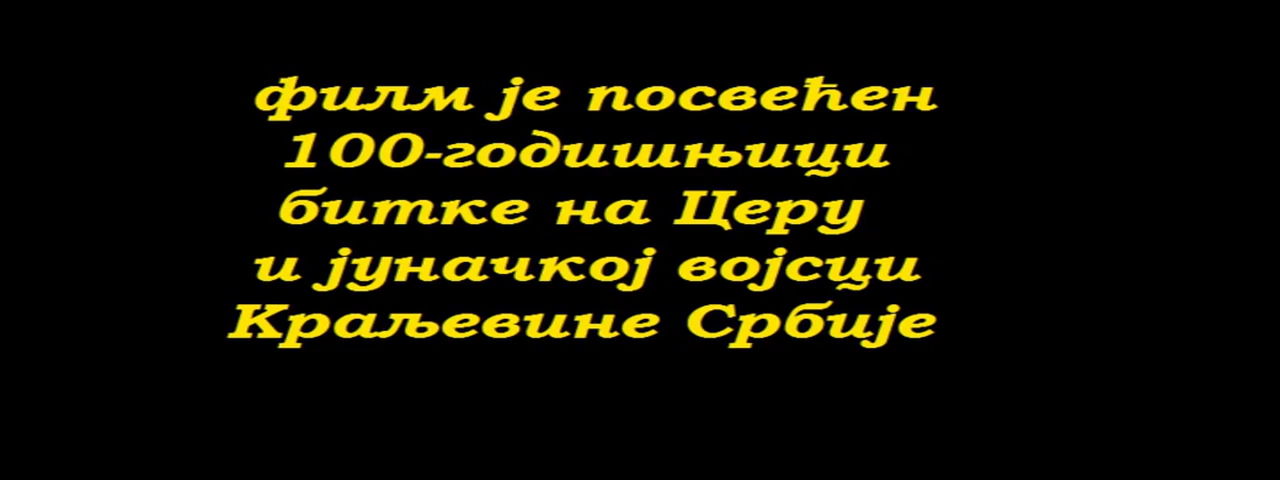 филм је посвећен
100-годишњици
битке на Церу
и јуначкој војсци
Краљевине Србије